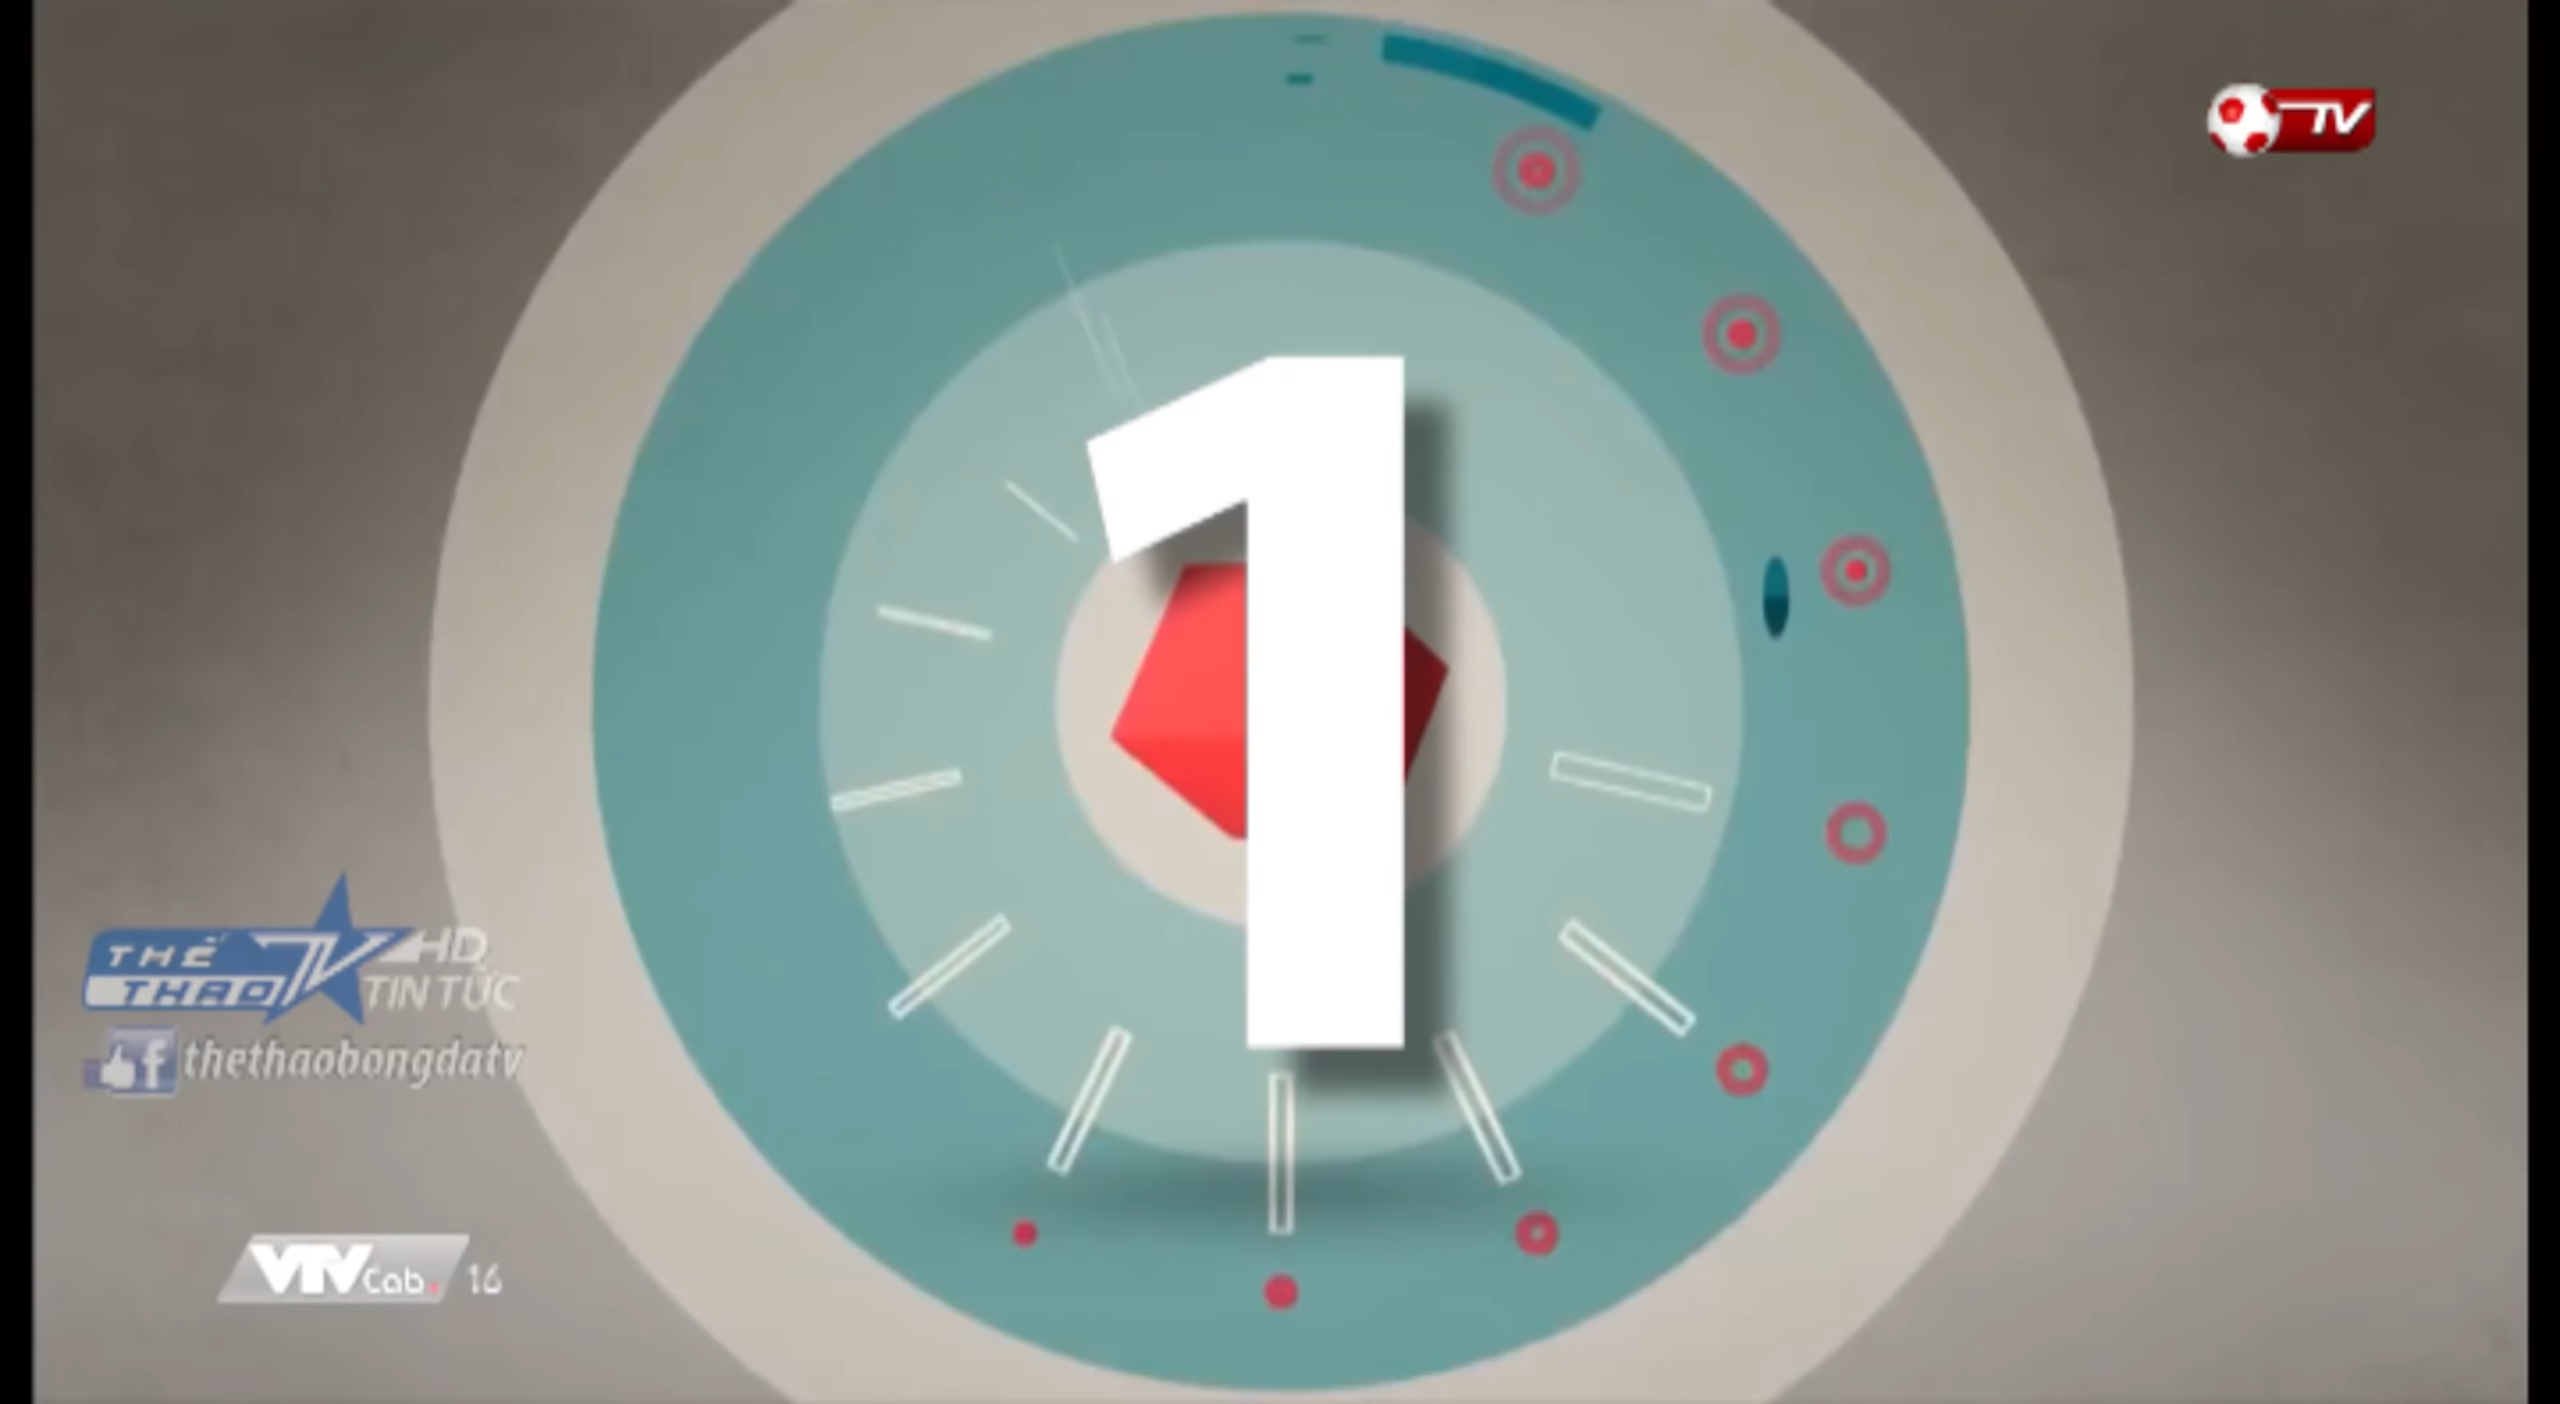 TV
1
THỂ
THAO TV HD
TIN TỨC
f thethaobongdatv
VTVcab 16